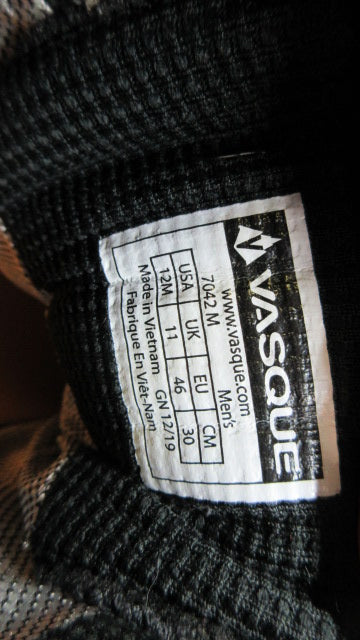 VASQUE
www.vasque.com
7042 M Men's
USA UK EU CM
12M 11 46 30
Made in Vietnam GN 12/19
Fabrique En Viêt-Nam